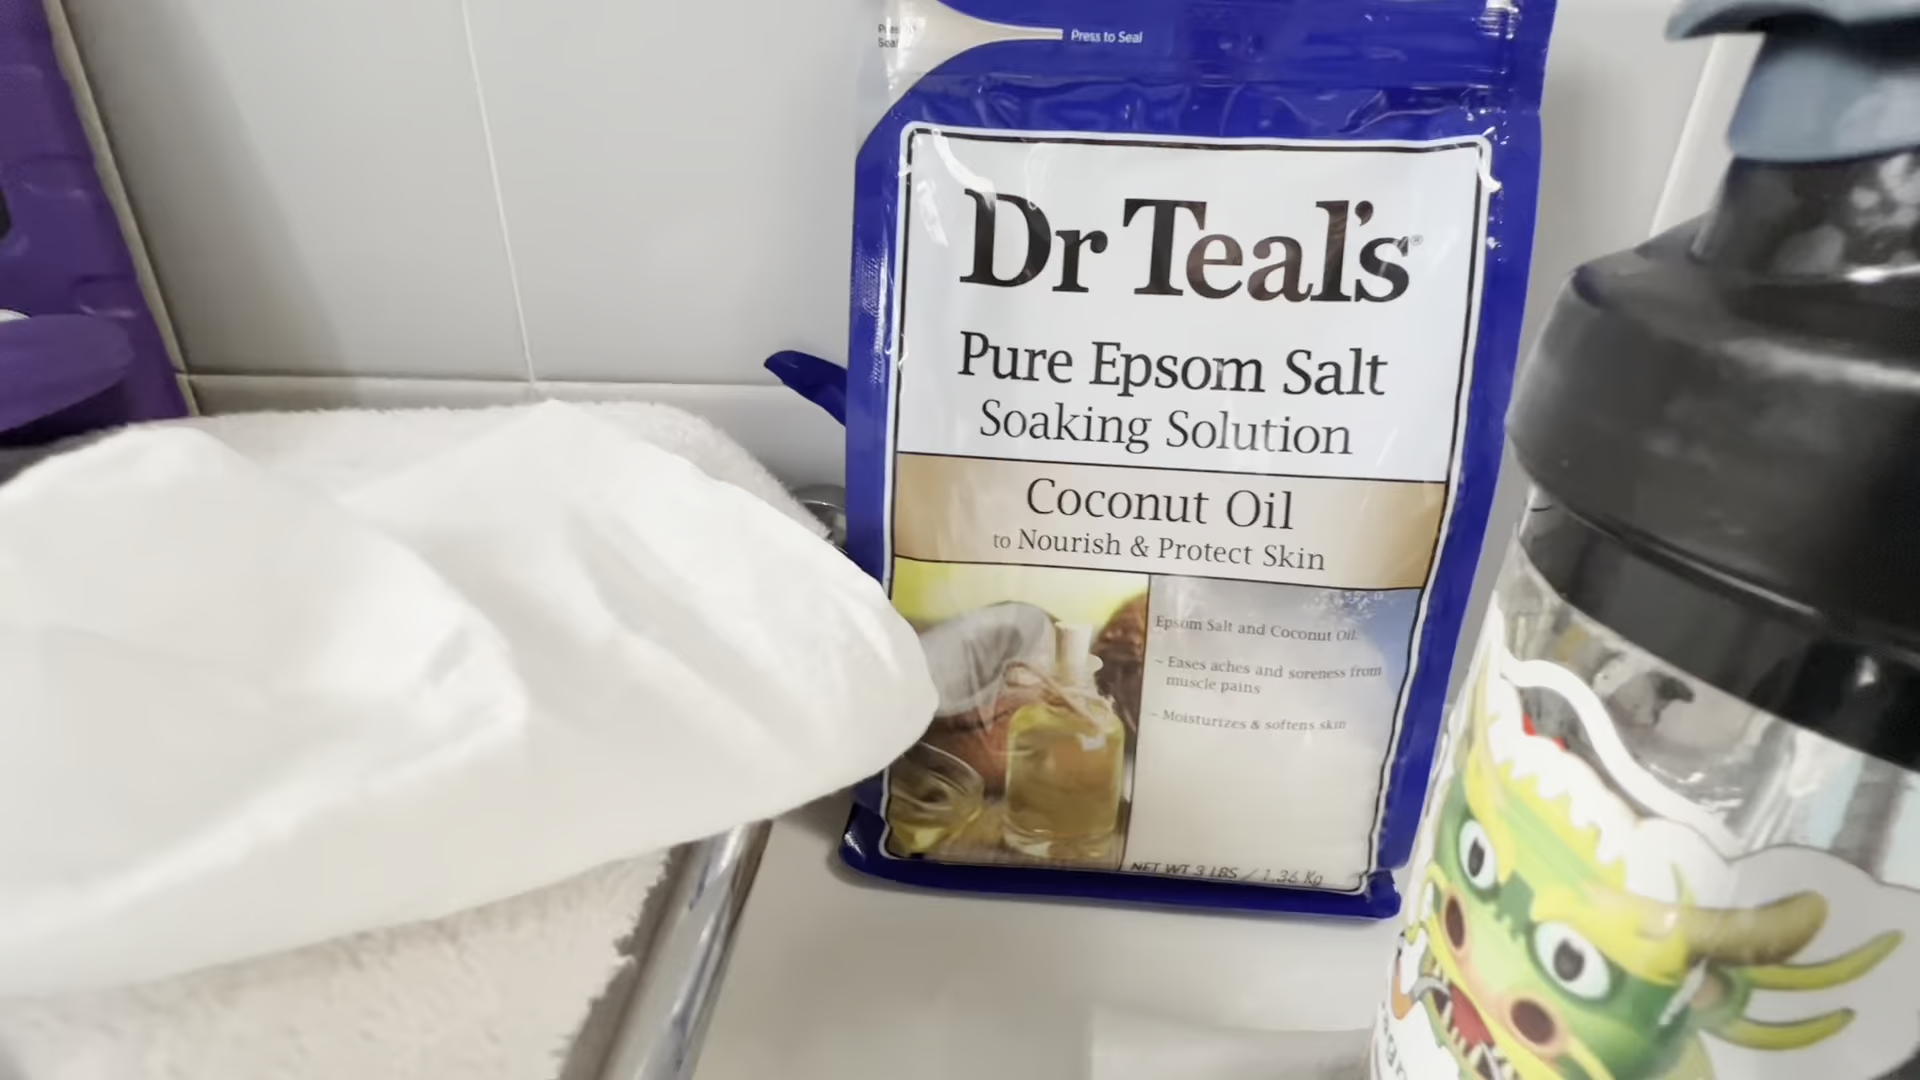 Press to Seal
Dr Teal's®
Pure Epsom Salt
Soaking Solution
Coconut Oil
to Nourish & Protect Skin
Epsom Salt and Coconut Oil:
~ Eases aches and soreness from
muscle pains
~ Moisturizes & softens skin
NET WT 3 LBS / 1.36 Kg